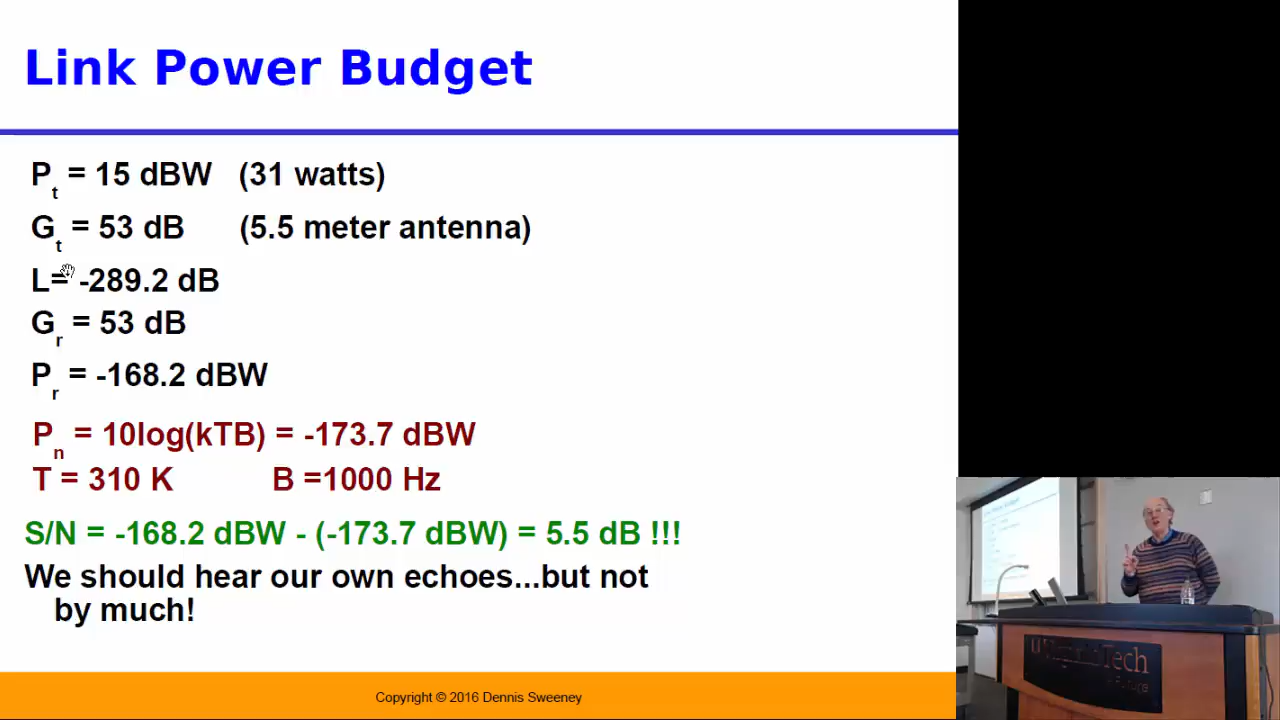 Link Power Budget
Pt = 15 dBW (31 watts)
Gt = 53 dB (5.5 meter antenna)
L= -289.2 dB
Gr = 53 dB
Pr = -168.2 dBW
Pn = 10log(kTB) = -173.7 dBW
T = 310 K B =1000 Hz
S/N = -168.2 dBW - (-173.7 dBW) = 5.5 dB !!!
We should hear our own echoes...but not
by much!
Copyright © 2016 Dennis Sweeney
VirginiaTech